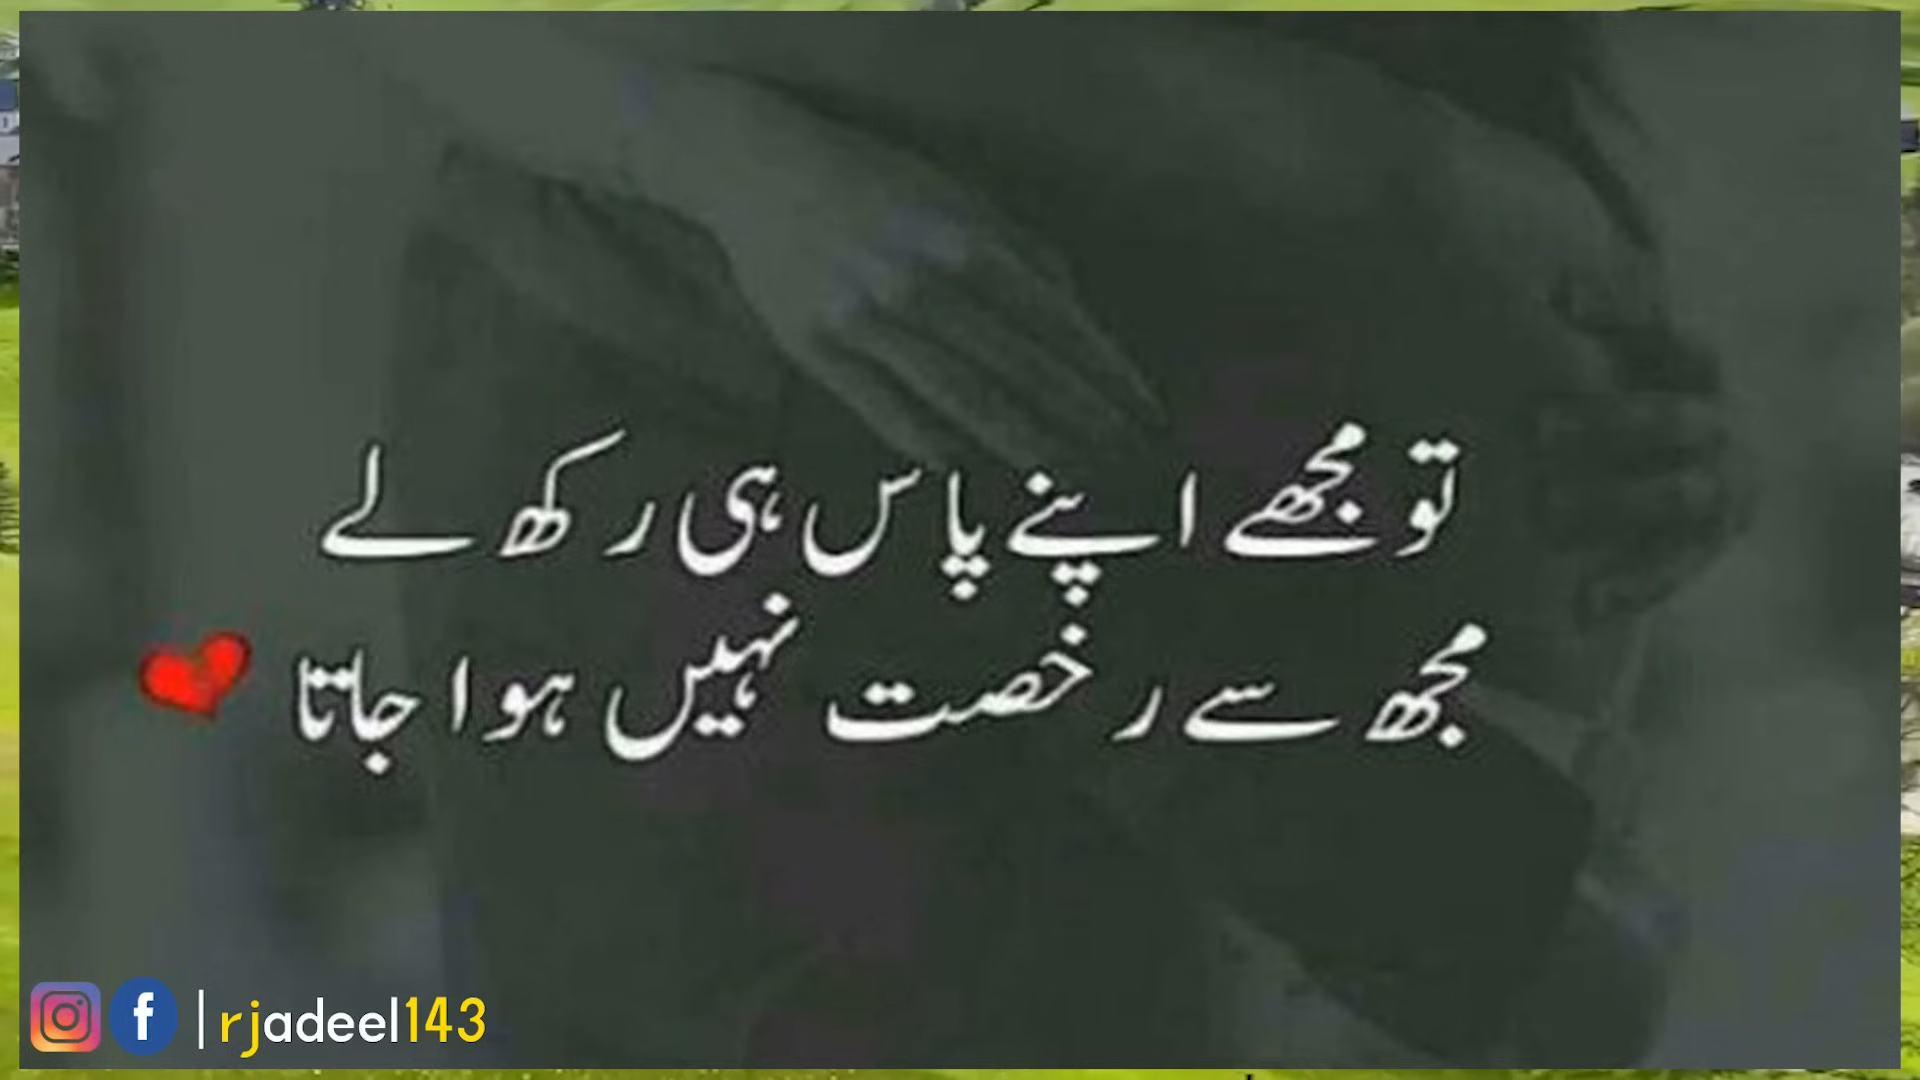 تو مجھے اپنے پاس ہی رکھ لے
مجھ سے رخصت نہیں ہوا جاتا
rjadeel143